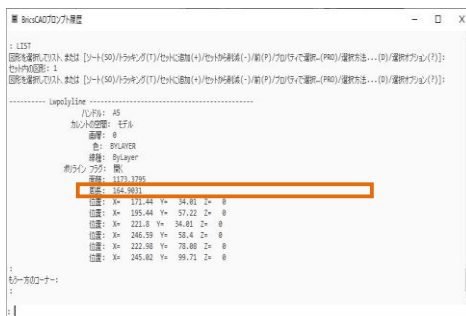 BricsCADプロンプト履歴
: LIST
図形を選択してリスト、または [ソート(SO)/トラッキング(T)/セットに追加(+)/セットから削減(-)/前(P)/プロパティで選択...(PRO)/選択方法...(D)/選択オプション(?)]:
セット内の図形: 1
図形を選択してリスト、または [ソート(SO)/トラッキング(T)/セットに追加(+)/セットから削減(-)/前(P)/プロパティで選択...(PRO)/選択方法...(D)/選択オプション(?)]:
---------- Lwpolyline ----------------------------------------
ハンドル: A5
カレントの空間: モデル
画層: 0
色: BYLAYER
線種: ByLayer
ポリライン フラグ: 開く
面積: 1173.3795
周長: 164.9031
位置: X= 171.44 Y= 34.01 Z= 0
位置: X= 195.44 Y= 57.22 Z= 0
位置: X= 221.8 Y= 34.01 Z= 0
位置: X= 246.59 Y= 58.4 Z= 0
位置: X= 222.98 Y= 78.08 Z= 0
位置: X= 245.02 Y= 99.71 Z= 0
:
もう一方のコーナー:
:
: